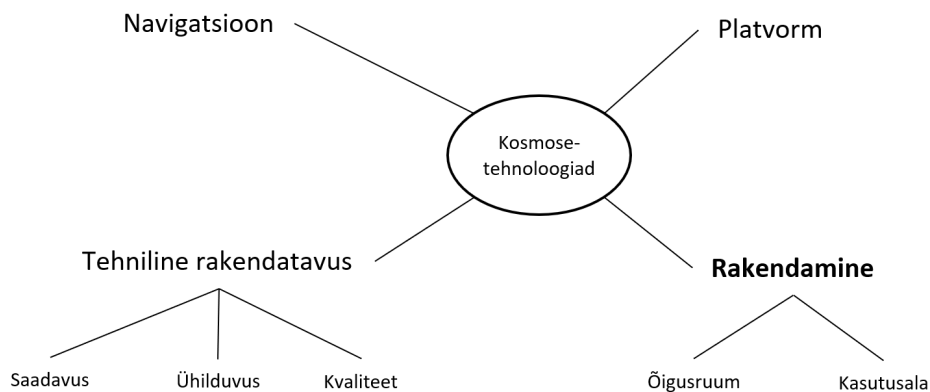 Navigatsioon
Platvorm
Kosmose-
tehnoloogiad
Tehniline rakendatavus
Rakendamine
Saadavus
Ühilduvus
Kvaliteet
Õigusruum
Kasutusala